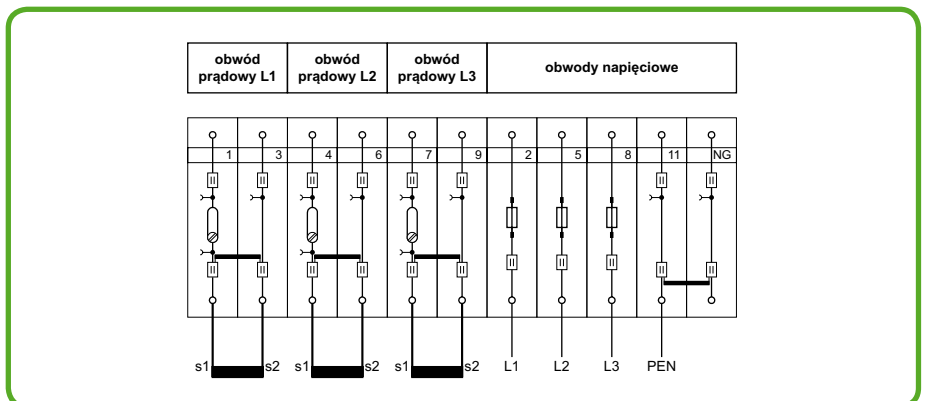 obwód prądowy L1
obwód prądowy L2
obwód prądowy L3
obwody napięciowe
1 3 4 6 7 9 2 5 8 11 NG
s1 s2 s1 s2 s1 s2 L1 L2 L3 PEN